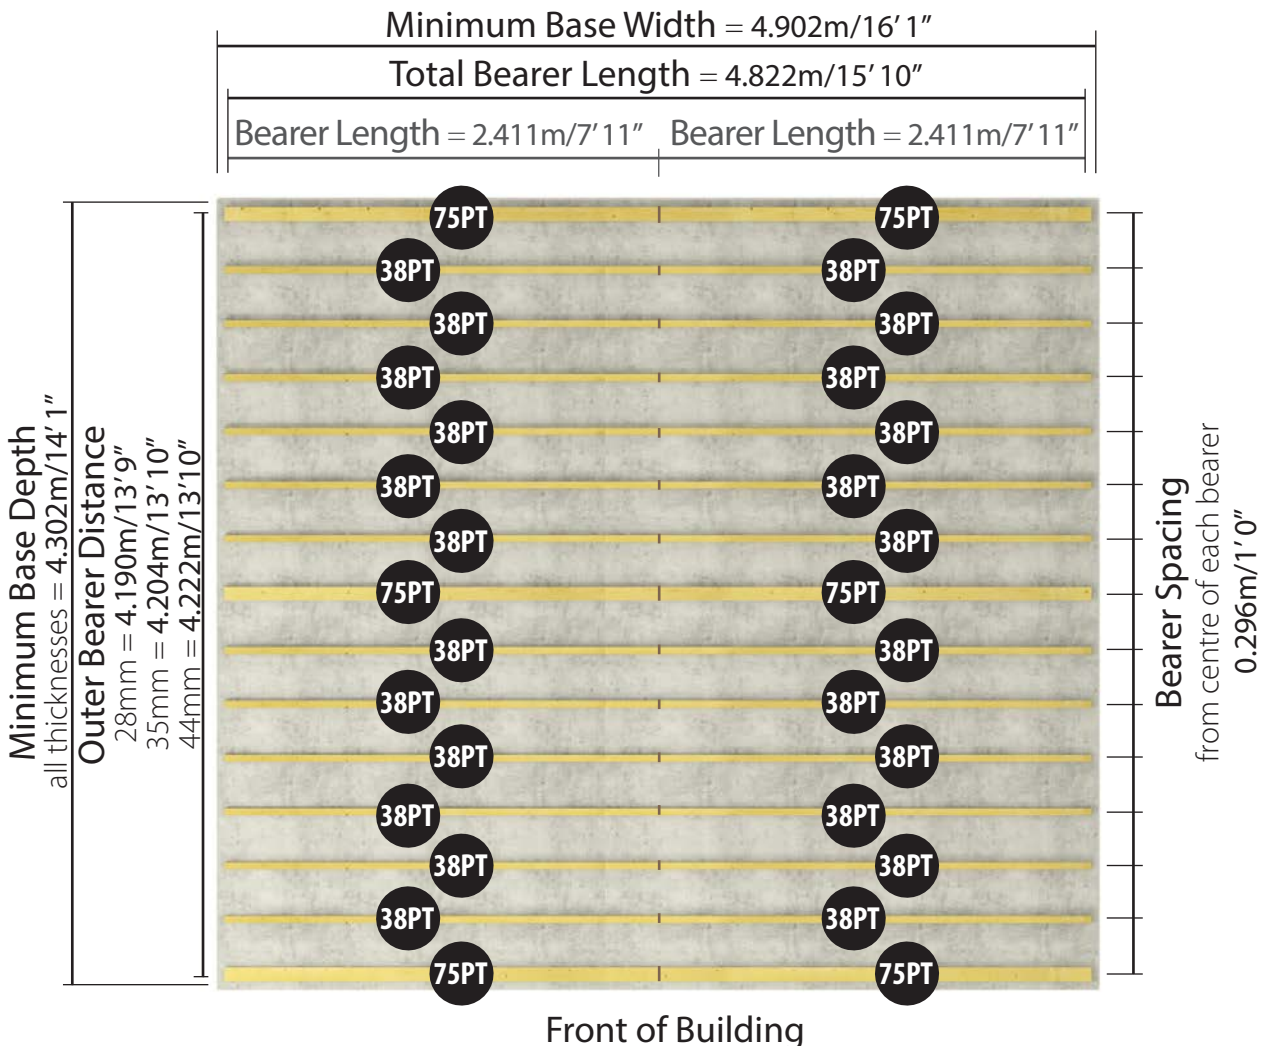 Minimum Base Width = 4.902m/16' 1”
Total Bearer Length = 4.822m/15' 10”
Bearer Length = 2.411m/7' 11” Bearer Length = 2.411m/7' 11”
75PT 75PT
38PT 38PT
38PT 38PT
38PT 38PT
38PT 38PT
38PT 38PT
38PT 38PT
75PT 75PT
38PT 38PT
38PT 38PT
38PT 38PT
38PT 38PT
38PT 38PT
38PT 38PT
75PT 75PT
Minimum Base Depth
all thicknesses = 4.302m/14' 1”
Outer Bearer Distance
28mm = 4.190m/13' 9”
35mm = 4.204m/13' 10”
44mm = 4.222m/13'10”
Bearer Spacing
from centre of each bearer
0.296m/1' 0”
Front of Building